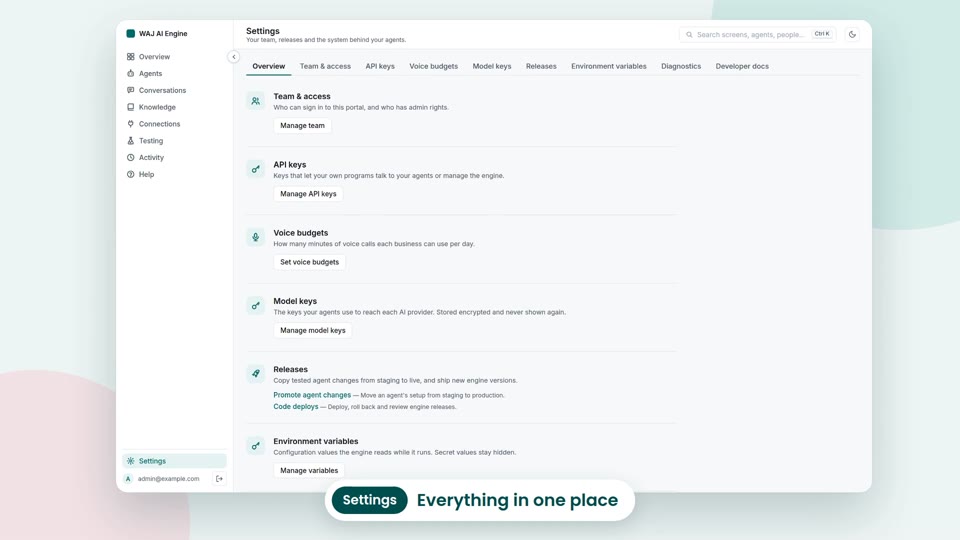 WAJ AI Engine
Overview
Agents
Conversations
Knowledge
Connections
Testing
Activity
Help
Settings
A admin@example.com
Settings
Your team, releases and the system behind your agents.
Search screens, agents, people... Ctrl K
Overview Team & access API keys Voice budgets Model keys Releases Environment variables Diagnostics Developer docs
Team & access
Who can sign in to this portal, and who has admin rights.
Manage team
API keys
Keys that let your own programs talk to your agents or manage the engine.
Manage API keys
Voice budgets
How many minutes of voice calls each business can use per day.
Set voice budgets
Model keys
The keys your agents use to reach each AI provider. Stored encrypted and never shown again.
Manage model keys
Releases
Copy tested agent changes from staging to live, and ship new engine versions.
Promote agent changes — Move an agent's setup from staging to production.
Code deploys — Deploy, roll back and review engine releases.
Environment variables
Configuration values the engine reads while it runs. Secret values stay hidden.
Manage variables
Settings Everything in one place